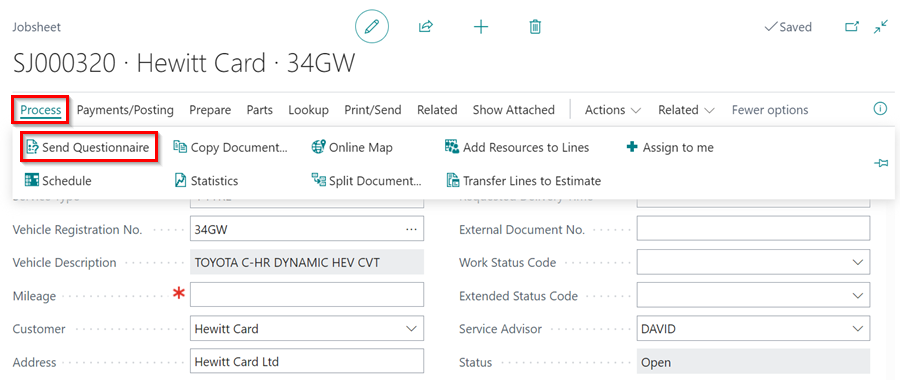 Jobsheet
Saved
SJ000320 · Hewitt Card · 34GW
Process Payments/Posting Prepare Parts Lookup Print/Send Related Show Attached Actions Related Fewer options
Send Questionnaire Copy Document... Online Map Add Resources to Lines Assign to me
Schedule Statistics Split Document... Transfer Lines to Estimate
Vehicle Registration No. 34GW External Document No.
Vehicle Description TOYOTA C-HR DYNAMIC HEV CVT Work Status Code
Mileage Extended Status Code
Customer Hewitt Card Service Advisor DAVID
Address Hewitt Card Ltd Status Open